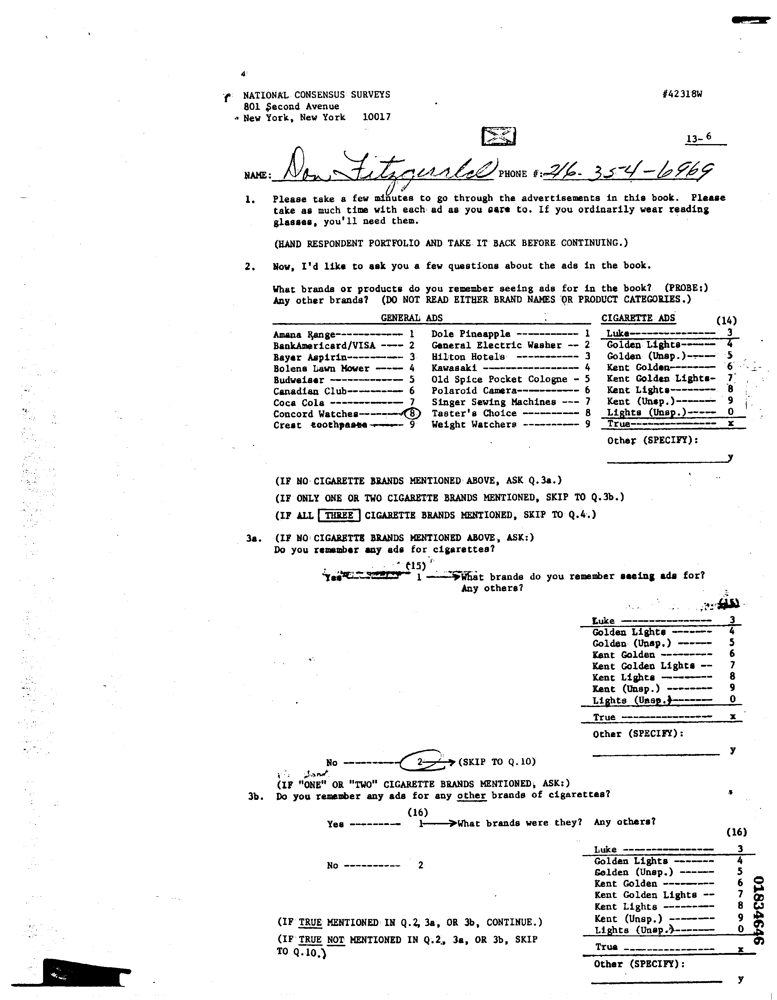 NATIONAL CONSENSUS SURVEYS #42318W
801 Second Avenue
New York, New York 10017
13-6
NAME: Don Fitzgerald PHONE #: 216-354-6969
1. Please take a few minutes to go through the advertisements in this book. Please
take as much time with each ad as you care to. If you ordinarily wear reading
glasses, you'll need them.
(HAND RESPONDENT PORTFOLIO AND TAKE IT BACK BEFORE CONTINUING.)
2. Now, I'd like to ask you a few questions about the ads in the book.
What brands or products do you remember seeing ads for in the book? (PROBE:)
Any other brands? (DO NOT READ EITHER BRAND NAMES OR PRODUCT CATEGORIES.)
GENERAL ADS CIGARETTE ADS (14)
Amana Range------------ 1 Dole Pineapple ----------- 1 Luke--------------- 3
BankAmericard/VISA ---- 2 General Electric Washer -- 2 Golden Lights------ 4
Bayer Aspirin---------- 3 Hilton Hotels ----------- 3 Golden (Unsp.)----- 5
Bolens Lawn Mower ----- 4 Kawasaki ----------------- 4 Kent Golden-------- 6
Budweiser ------------- 5 Old Spice Pocket Cologne - 5 Kent Golden Lights- 7
Canadian Club---------- 6 Polaroid Camera----------- 6 Kent Lights-------- 8
Coca Cola ------------- 7 Singer Sewing Machines --- 7 Kent (Unsp.)------- 9
Concord Watches-------- 8 Taster's Choice ---------- 8 Lights (Unsp.)----- 0
Crest toothpaste ------ 9 Weight Watchers ---------- 9 True--------------- x
Other (SPECIFY):
y
(IF NO CIGARETTE BRANDS MENTIONED ABOVE, ASK Q.3a.)
(IF ONLY ONE OR TWO CIGARETTE BRANDS MENTIONED, SKIP TO Q.3b.)
(IF ALL THREE CIGARETTE BRANDS MENTIONED, SKIP TO Q.4.)
3a. (IF NO CIGARETTE BRANDS MENTIONED ABOVE, ASK:)
Do you remember any ads for cigarettes?
(15)
Yes ---------- 1 ----->What brands do you remember seeing ads for?
Any others?
(15)
Luke ---------------- 3
Golden Lights ------- 4
Golden (Unsp.) ------ 5
Kent Golden --------- 6
Kent Golden Lights -- 7
Kent Lights --------- 8
Kent (Unsp.) -------- 9
Lights (Unsp.)------- 0
True ---------------- x
Other (SPECIFY):
y
No ---------- 2 --->(SKIP TO Q.10)
(IF "ONE" OR "TWO" CIGARETTE BRANDS MENTIONED, ASK:)
3b. Do you remember any ads for any other brands of cigarettes?
(16)
Yes --------- 1---->What brands were they? Any others?
(16)
Luke ---------------- 3
Golden Lights ------- 4
No ---------- 2
Golden (Unsp.) ------ 5
Kent Golden --------- 6
Kent Golden Lights -- 7
Kent Lights --------- 8
Kent (Unsp.) -------- 9
(IF TRUE MENTIONED IN Q.2, 3a, OR 3b, CONTINUE.)
Lights (Unsp.)------- 0
(IF TRUE NOT MENTIONED IN Q.2, 3a, OR 3b, SKIP
TO Q.10.)
True ---------------- x
Other (SPECIFY):
y
01834646